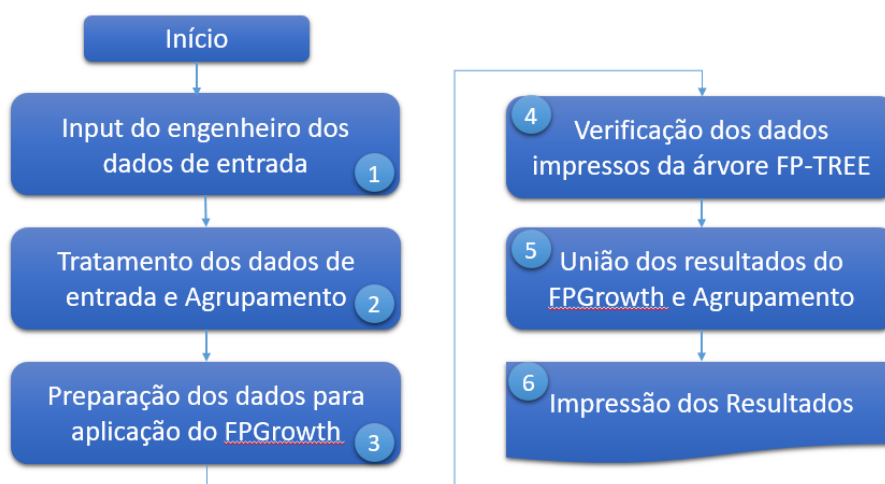 Início
Input do engenheiro dos
dados de entrada
1
Tratamento dos dados de
entrada e Agrupamento
2
Preparação dos dados para
aplicação do FPGrowth
3
4
Verificação dos dados
impressos da árvore FP-TREE
5
União dos resultados do
FPGrowth e Agrupamento
6
Impressão dos Resultados